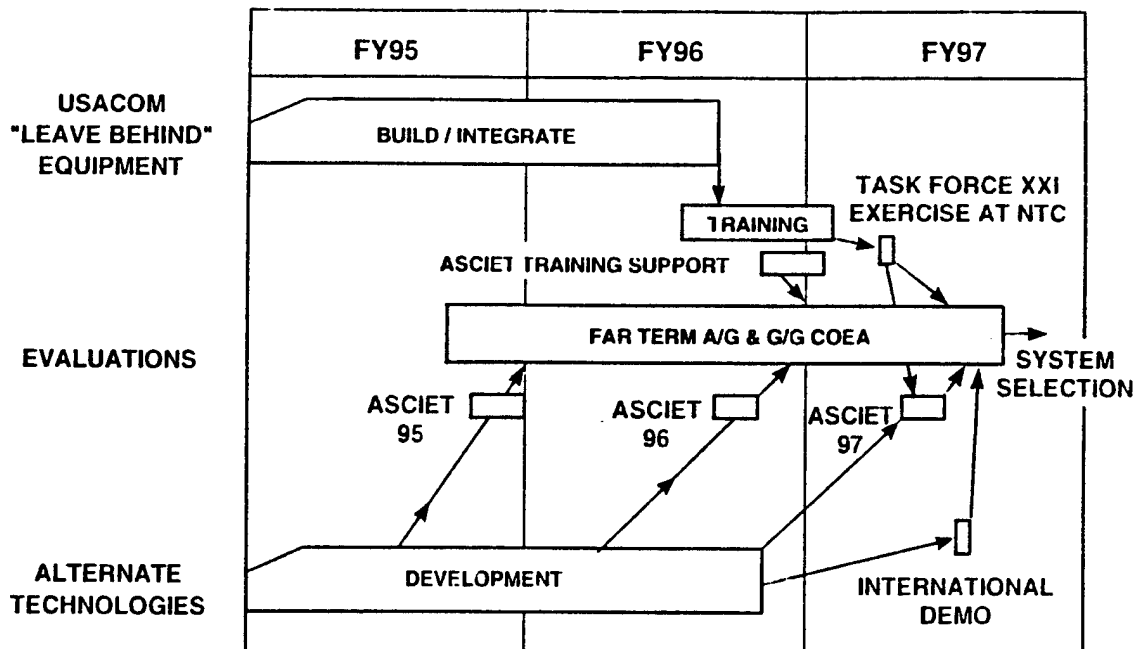 FY95
FY96
FY97
USACOM
"LEAVE BEHIND"
EQUIPMENT
BUILD / INTEGRATE
TASK FORCE XXI
EXERCISE AT NTC
TRAINING
ASCIET TRAINING SUPPORT
FAR TERM A/G & G/G COEA
EVALUATIONS
SYSTEM
SELECTION
ASCIET
95
ASCIET
96
ASCIET
97
ALTERNATE
TECHNOLOGIES
DEVELOPMENT
INTERNATIONAL
DEMO